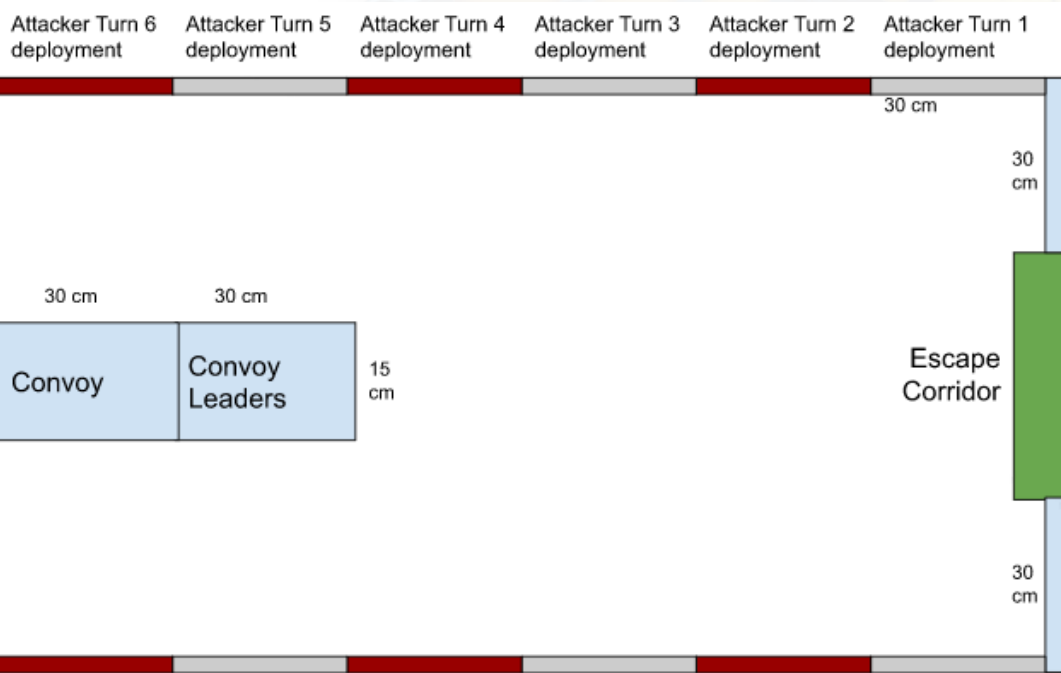 Attacker Turn 6
deployment
Attacker Turn 5
deployment
Attacker Turn 4
deployment
Attacker Turn 3
deployment
Attacker Turn 2
deployment
Attacker Turn 1
deployment
30 cm
30
cm
30 cm
30 cm
Convoy
Convoy
Leaders
15
cm
Escape
Corridor
30
cm